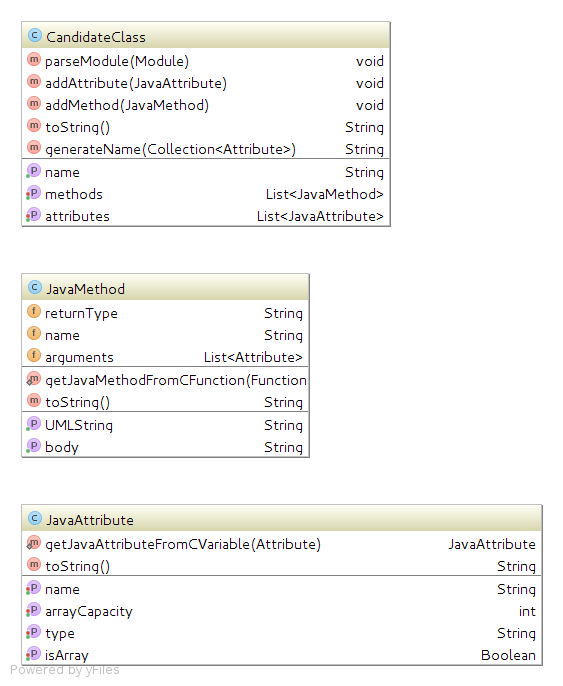 C CandidateClass
m parseModule(Module) void
m addAttribute(JavaAttribute) void
m addMethod(JavaMethod) void
m toString() String
m generateName(Collection<Attribute>) String
P name String
P methods List<JavaMethod>
P attributes List<JavaAttribute>
C JavaMethod
f returnType String
f name String
f arguments List<Attribute>
m getJavaMethodFromCFunction(Function
m toString() String
P UMLString String
P body String
C JavaAttribute
m getJavaAttributeFromCVariable(Attribute) JavaAttribute
m toString() String
P name String
P arrayCapacity int
P type String
P isArray Boolean
Powered by yFiles